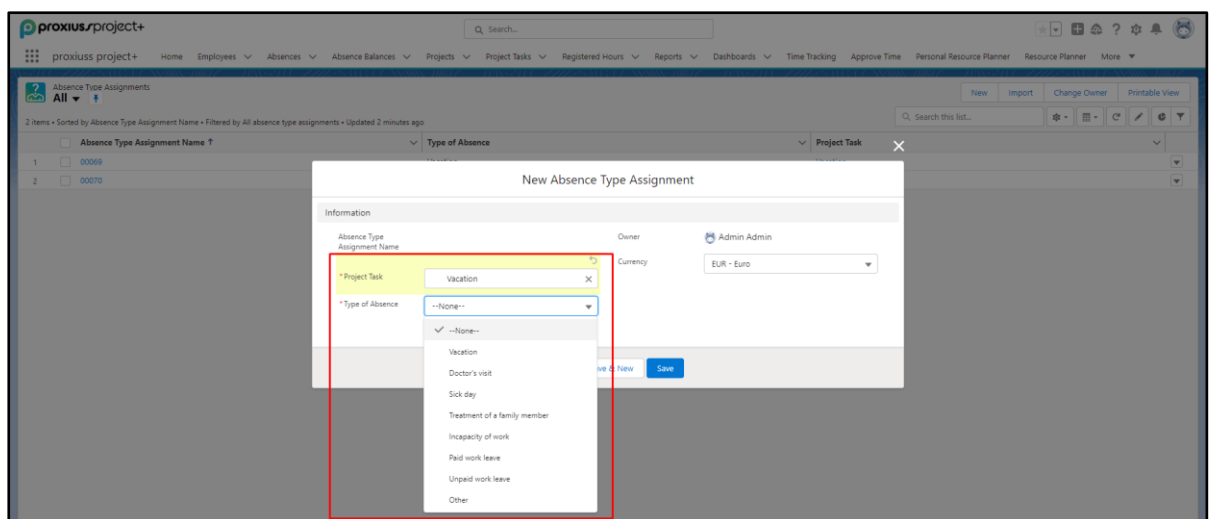 proxius project+
Search...
proxiuss project+ Home Employees Absences Absence Balances Projects Project Tasks Registered Hours Reports Dashboards Time Tracking Approve Time Personal Resource Planner Resource Planner More
Absence Type Assignments
All
New Import Change Owner Printable View
2 items • Sorted by Absence Type Assignment Name • Filtered by All absence type assignments • Updated 2 minutes ago
Search this list...
Absence Type Assignment Name ↑ Type of Absence Project Task
1 00069
2 00070
New Absence Type Assignment
Information
Absence Type
Assignment Name
Owner Admin Admin
*Project Task Vacation
Currency EUR - Euro
*Type of Absence --None--
--None--
Vacation
Doctor's visit
Sick day
Treatment of a family member
Incapacity of work
Paid work leave
Unpaid work leave
Other
& New Save